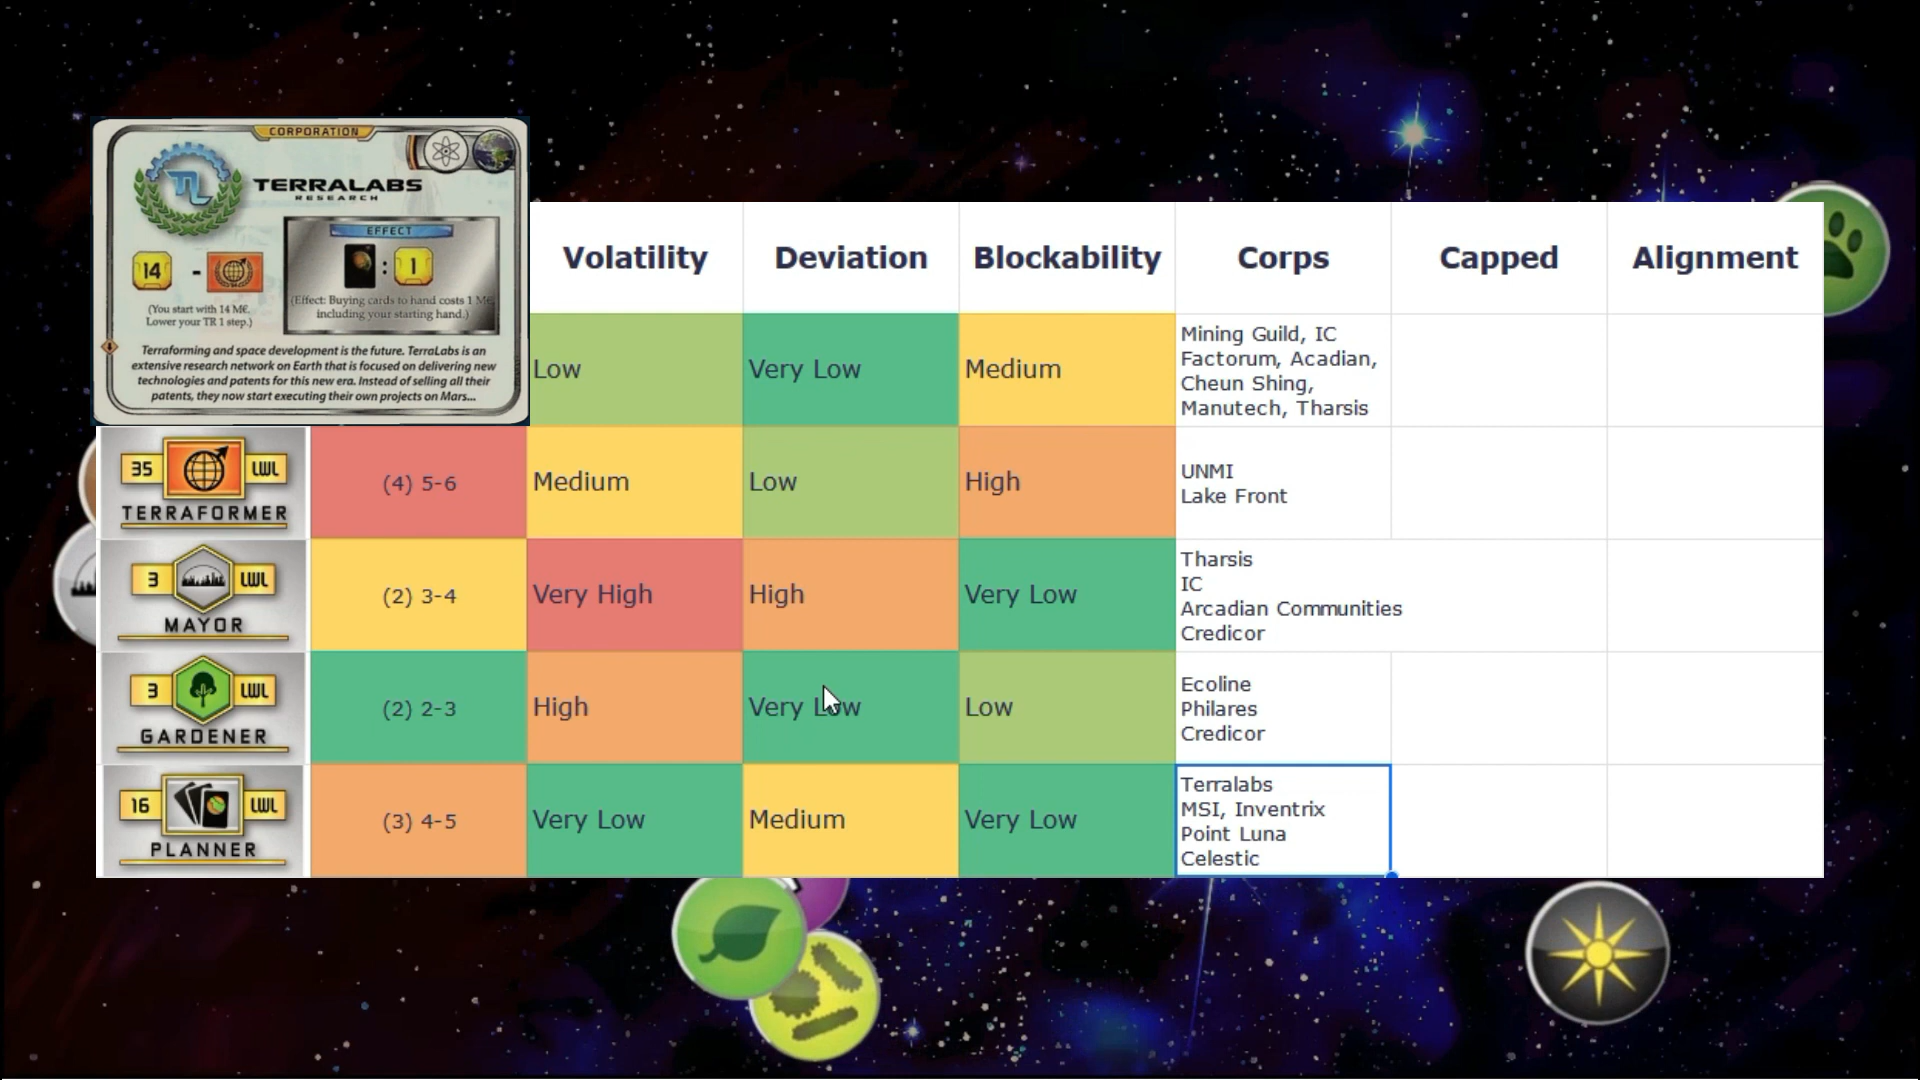 CORPORATION
TERRALABS
RESEARCH
14
-
(You start with 14 M€.
Lower your TR 1 step.)
EFFECT
: 1
(Effect: Buying cards to hand costs 1 M€
including your starting hand.)
Terraforming and space development is the future. TerraLabs is an
extensive research network on Earth that is focused on delivering new
technologies and patents for this new era. Instead of selling all their
patents, they now start executing their own projects on Mars...
Volatility Deviation Blockability Corps Capped Alignment
Low Very Low Medium
Mining Guild, IC
Factorum, Acadian,
Cheun Shing,
Manutech, Tharsis
35 LWL
TERRAFORMER
(4) 5-6 Medium Low High
UNMI
Lake Front
3 LWL
MAYOR
(2) 3-4 Very High High Very Low
Tharsis
IC
Arcadian Communities
Credicor
3 LWL
GARDENER
(2) 2-3 High Very Low Low
Ecoline
Philares
Credicor
16 LWL
PLANNER
(3) 4-5 Very Low Medium Very Low
Terralabs
MSI, Inventrix
Point Luna
Celestic